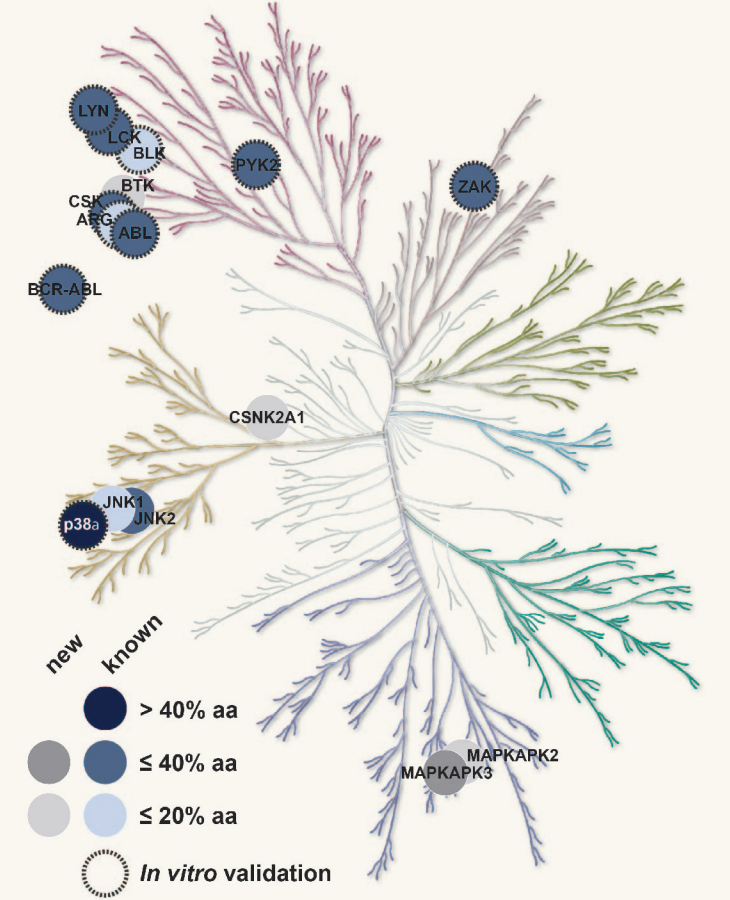 LYN
LCK
BLK
PYK2
BTK
ZAK
CSK
ARG
ABL
BCR-ABL
CSNK2A1
JNK1
JNK2
p38a
new
known
> 40% aa
≤ 40% aa
≤ 20% aa
In vitro validation
MAPKAPK2
MAPKAPK3